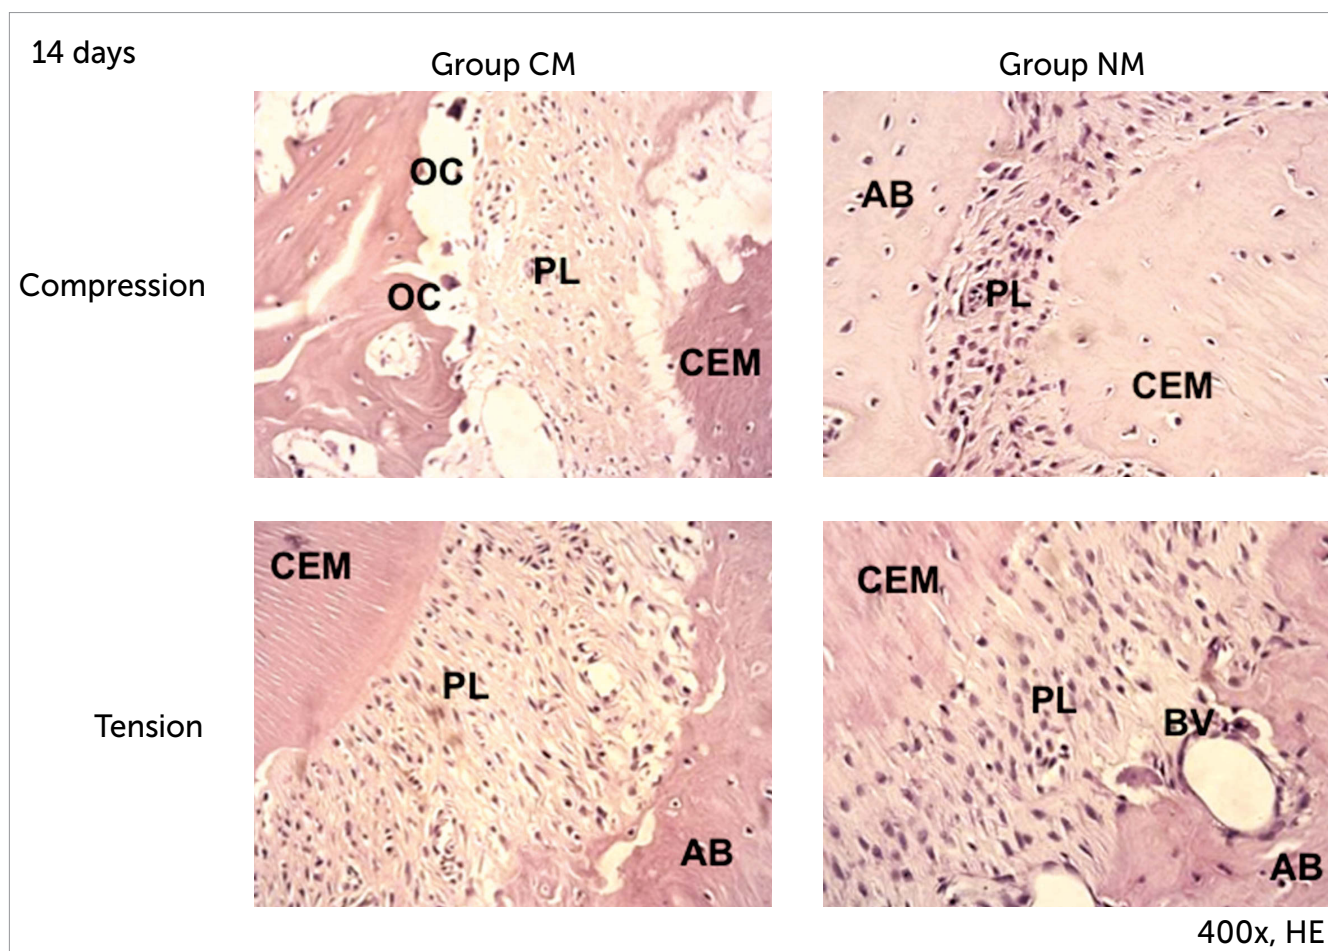 14 days
Group CM
Group NM
Compression
OC
OC
PL
CEM
AB
PL
CEM
Tension
CEM
PL
AB
CEM
PL
BV
AB
400x, HE